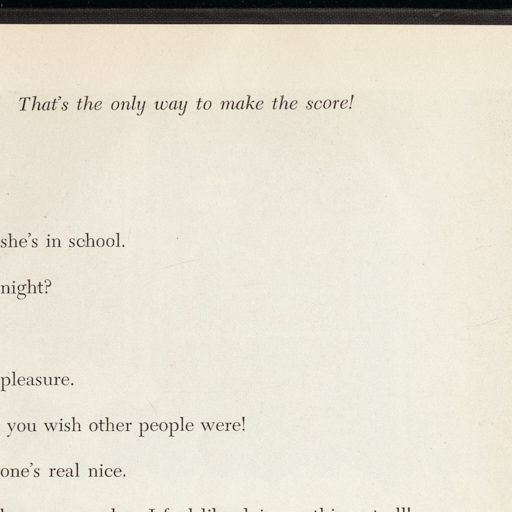 That's the only way to make the score!
she's in school.
night?
pleasure.
you wish other people were!
one's real nice.